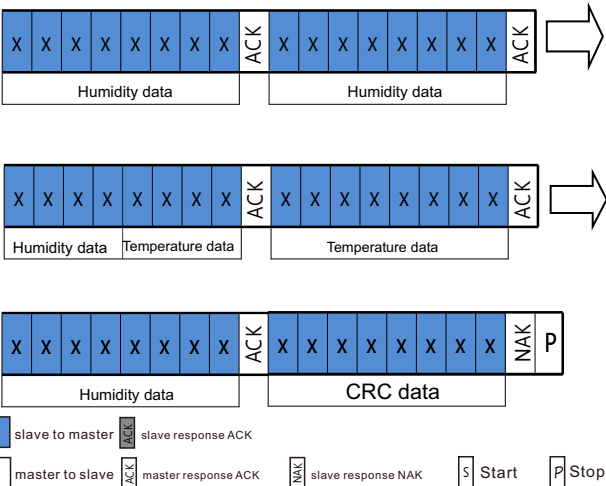 X X X X X X X X ACK X X X X X X X X ACK
Humidity data Humidity data
X X X X X X X X ACK X X X X X X X X ACK
Humidity data Temperature data Temperature data
X X X X X X X X ACK X X X X X X X X NAK P
Humidity data CRC data
slave to master ACK slave response ACK
master to slave ACK master response ACK NAK slave response NAK S Start P Stop